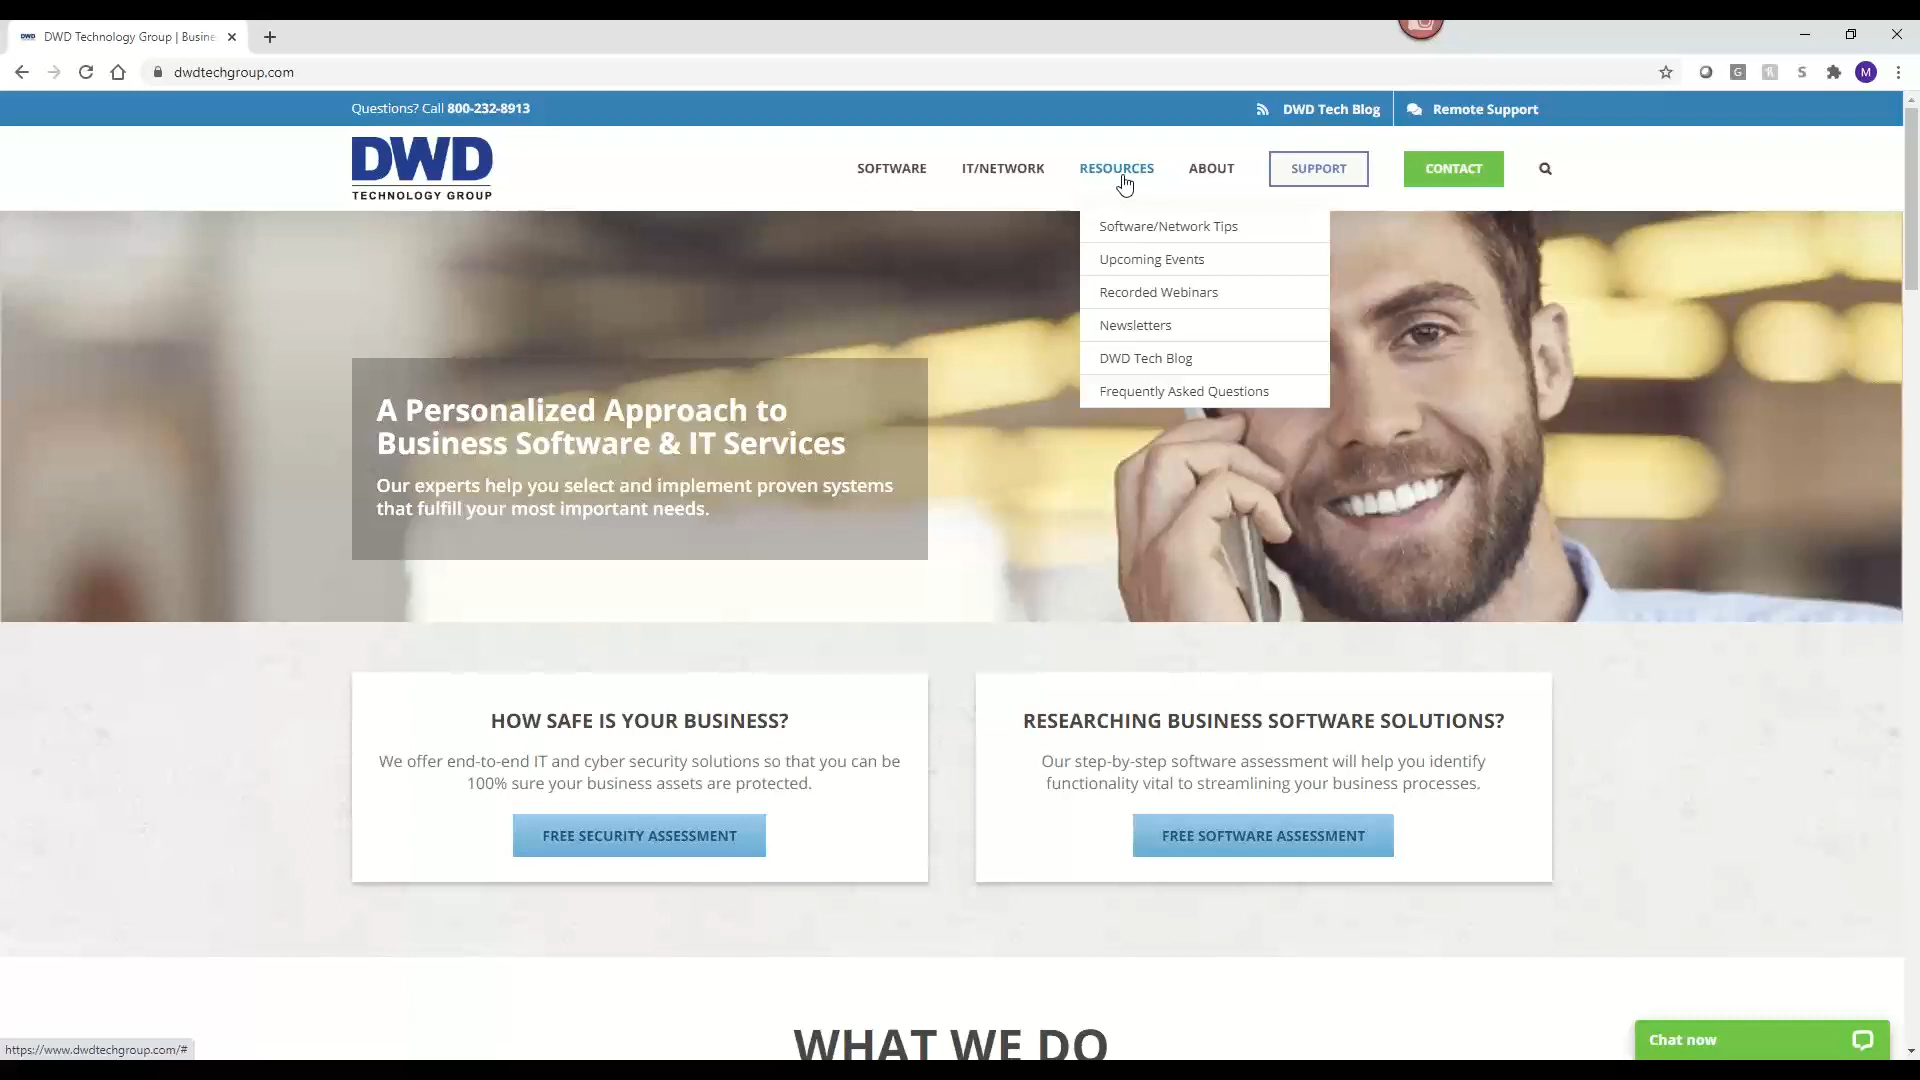 DWD DWD Technology Group | Busine
dwdtechgroup.com
G
S
M
Questions? Call 800-232-8913
DWD Tech Blog
Remote Support
DWD
TECHNOLOGY GROUP
SOFTWARE
IT/NETWORK
RESOURCES
ABOUT
SUPPORT
CONTACT
Software/Network Tips
Upcoming Events
Recorded Webinars
Newsletters
DWD Tech Blog
Frequently Asked Questions
A Personalized Approach to
Business Software & IT Services
Our experts help you select and implement proven systems
that fulfill your most important needs.
HOW SAFE IS YOUR BUSINESS?
We offer end-to-end IT and cyber security solutions so that you can be
100% sure your business assets are protected.
FREE SECURITY ASSESSMENT
RESEARCHING BUSINESS SOFTWARE SOLUTIONS?
Our step-by-step software assessment will help you identify
functionality vital to streamlining your business processes.
FREE SOFTWARE ASSESSMENT
WHAT WE DO
https://www.dwdtechgroup.com/#
Chat now